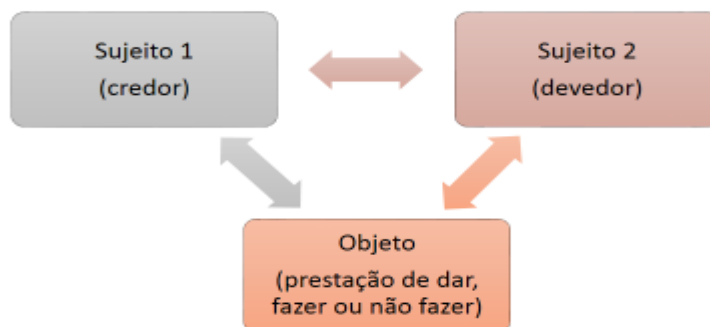 Sujeito 1
(credor)
Sujeito 2
(devedor)
Objeto
(prestação de dar,
fazer ou não fazer)